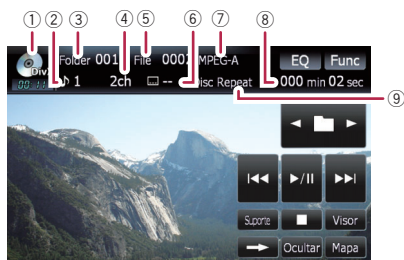 ① ② ③ ④ ⑤ ⑥ ⑦ ⑧
DivX Folder 001 File 0002 MPEG-A EQ Func
♪ 1 2ch -- Disc Repeat 000 min 02 sec
⑨
Suporte Visor
Ocultar Mapa